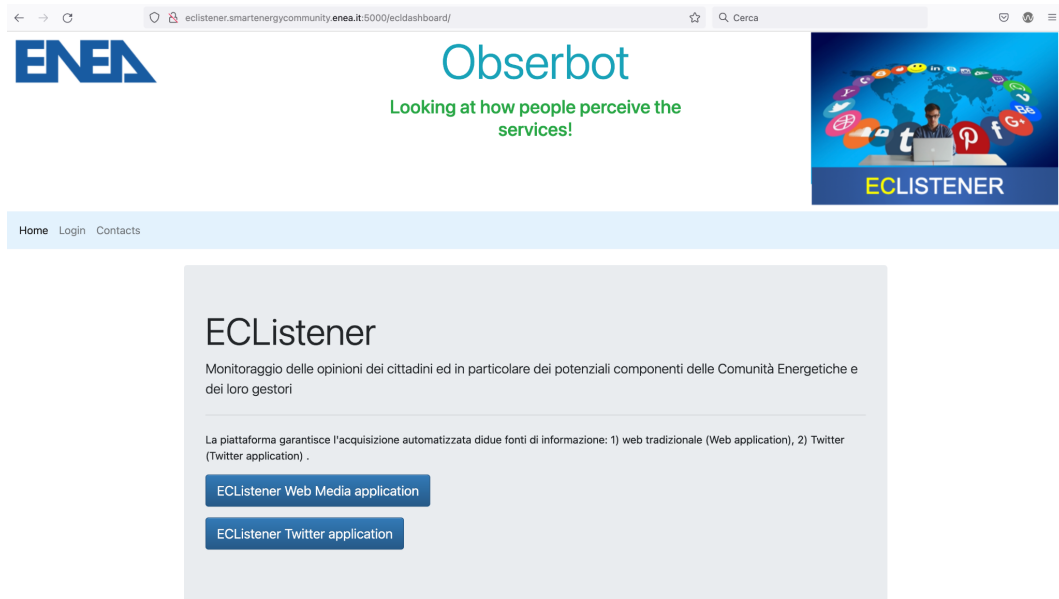 eclistener.smartenergycommunity.enea.it:5000/ecldashboard/
Cerca
ENEA
Obserbot
Looking at how people perceive the
services!
ECLISTENER
Home Login Contacts
ECListener
Monitoraggio delle opinioni dei cittadini ed in particolare dei potenziali componenti delle Comunità Energetiche e
dei loro gestori
La piattaforma garantisce l'acquisizione automatizzata didue fonti di informazione: 1) web tradizionale (Web application), 2) Twitter
(Twitter application) .
ECListener Web Media application
ECListener Twitter application